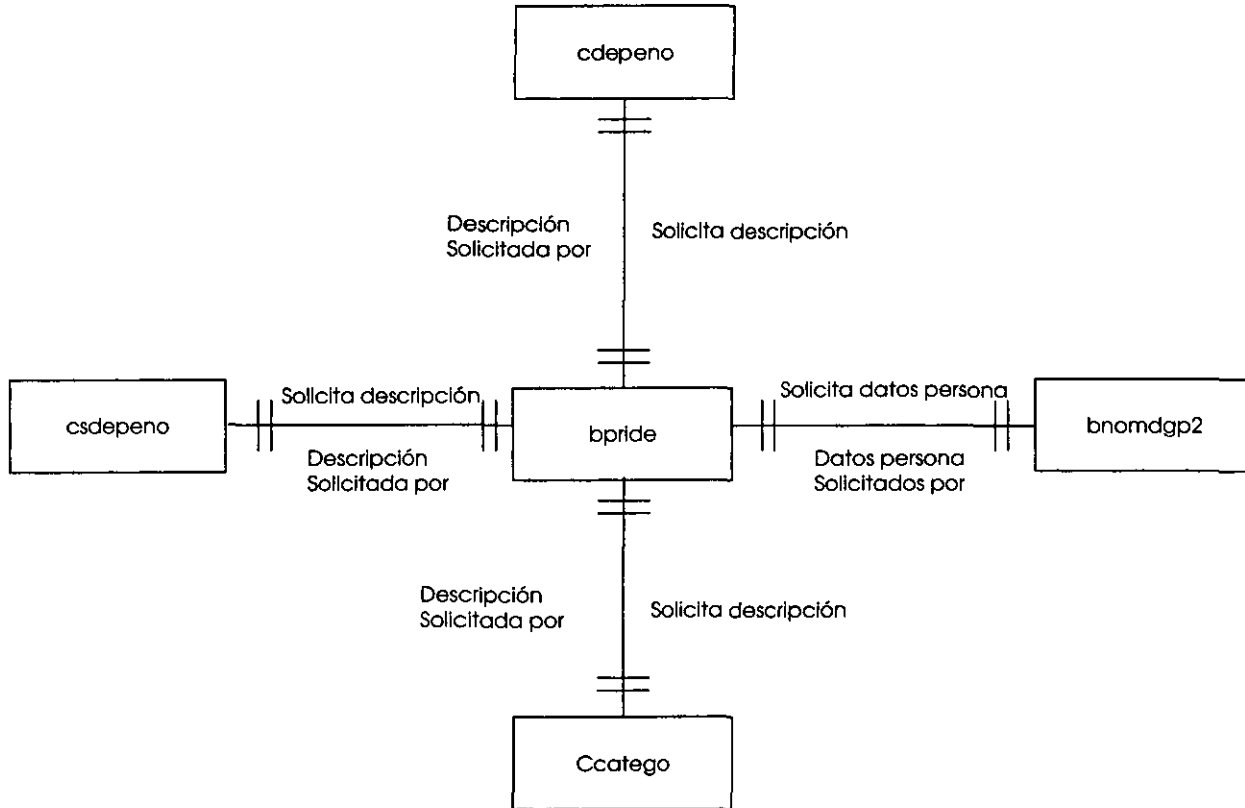 cdepeno
Descripción
Solicitada por
Solicita descripción
csdepeno
Solicita descripción
Descripción
Solicitada por
bpride
Solicita datos persona
Datos persona
Solicitados por
bnomdgp2
Descripción
Solicitada por
Solicita descripción
Ccatego